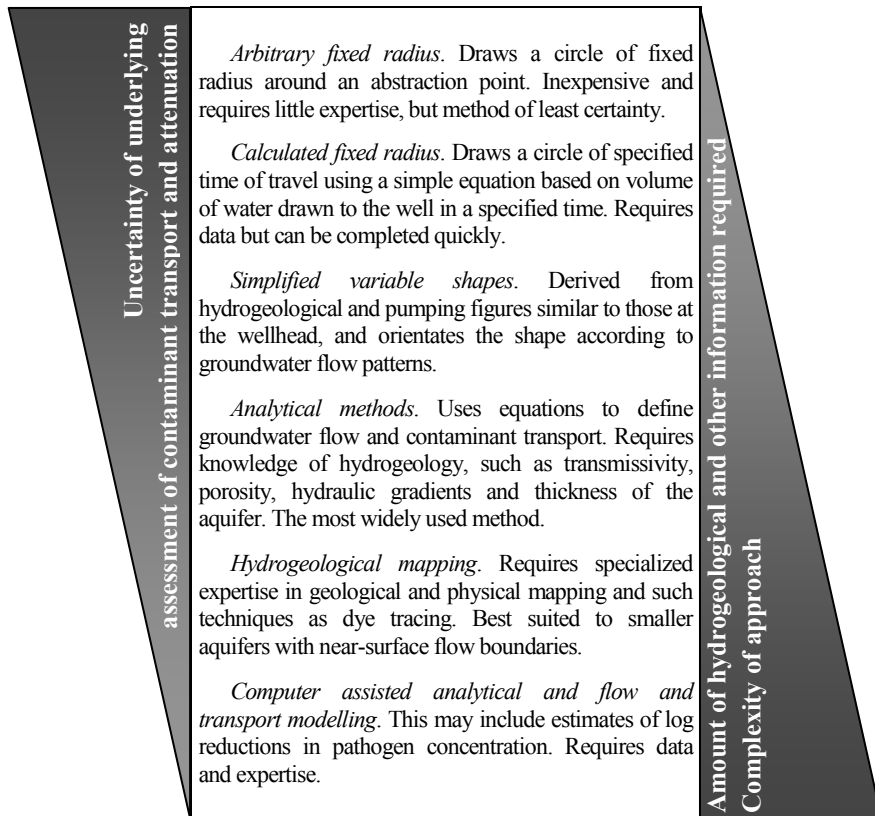 Uncertainty of underlying
assessment of contaminant transport and attenuation
Arbitrary fixed radius. Draws a circle of fixed
radius around an abstraction point. Inexpensive and
requires little expertise, but method of least certainty.
Calculated fixed radius. Draws a circle of specified
time of travel using a simple equation based on volume
of water drawn to the well in a specified time. Requires
data but can be completed quickly.
Simplified variable shapes. Derived from
hydrogeological and pumping figures similar to those at
the wellhead, and orientates the shape according to
groundwater flow patterns.
Analytical methods. Uses equations to define
groundwater flow and contaminant transport. Requires
knowledge of hydrogeology, such as transmissivity,
porosity, hydraulic gradients and thickness of the
aquifer. The most widely used method.
Hydrogeological mapping. Requires specialized
expertise in geological and physical mapping and such
techniques as dye tracing. Best suited to smaller
aquifers with near-surface flow boundaries.
Computer assisted analytical and flow and
transport modelling. This may include estimates of log
reductions in pathogen concentration. Requires data
and expertise.
Amount of hydrogeological and other information required
Complexity of approach